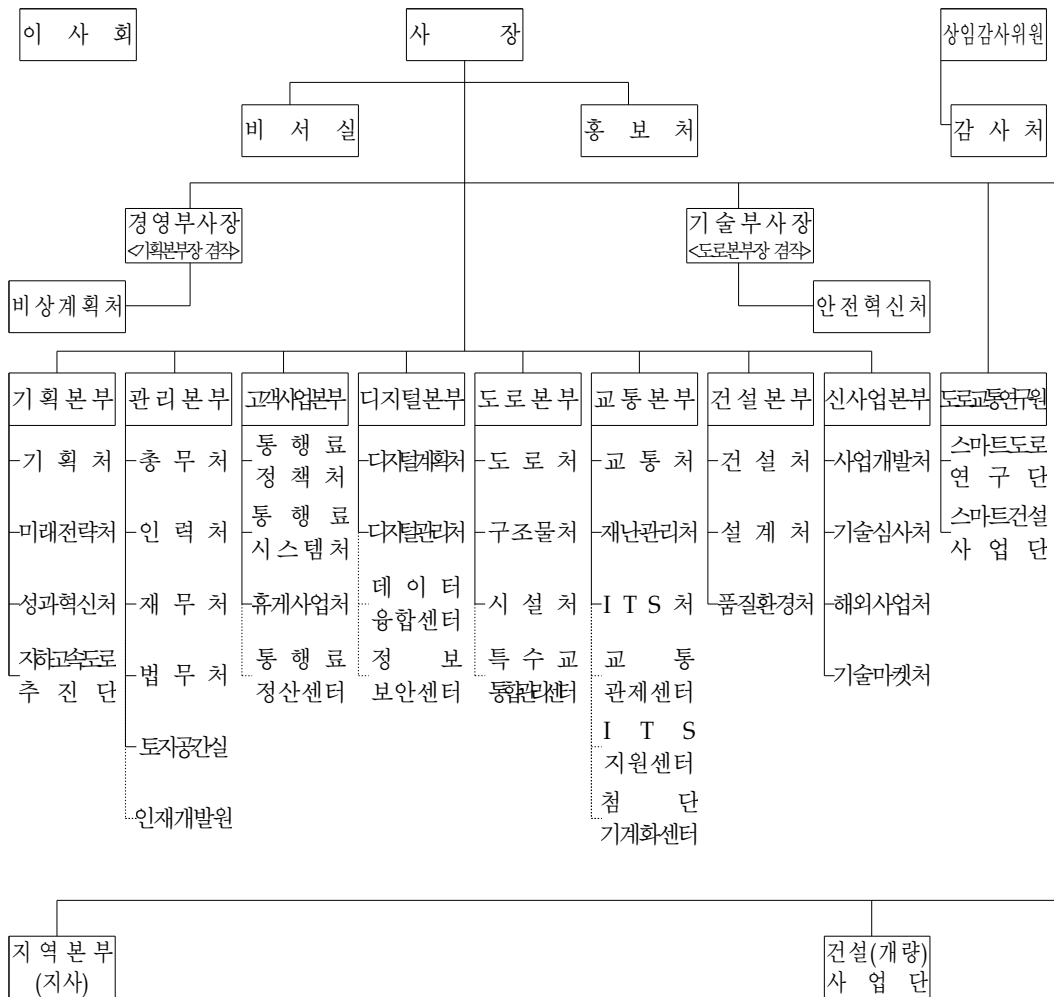 이 사 회
사 장
상임감사위원
비 서 실
홍 보 처
감 사 처
경영부사장
<기획본부장 겸직>
기술부사장
<도로본부장 겸직>
비상계획처
안전혁신처
기획본부
관리본부
고객사업본부
디지털본부
도로본부
교통본부
건설본부
신사업본부
도로교통연구원
기 획 처
미래전략처
성과혁신처
지하고속도로
추 진 단
총 무 처
인 력 처
재 무 처
법 무 처
토지공간실
인재개발원
통 행 료
정 책 처
통 행 료
시스템처
휴게사업처
통 행 료
정산센터
디지털계획처
디지털관리처
데 이 터
융합센터
정 보
보안센터
도 로 처
구조물처
시 설 처
특 수 교
통합관리센터
교 통 처
재난관리처
I T S 처
교 통
관제센터
I T S
지원센터
첨 단
기계화센터
건 설 처
설 계 처
품질환경처
사업개발처
기술심사처
해외사업처
기술마켓처
스마트도로
연 구 단
스마트건설
사 업 단
지역본부
(지사)
건설(개량)
사 업 단